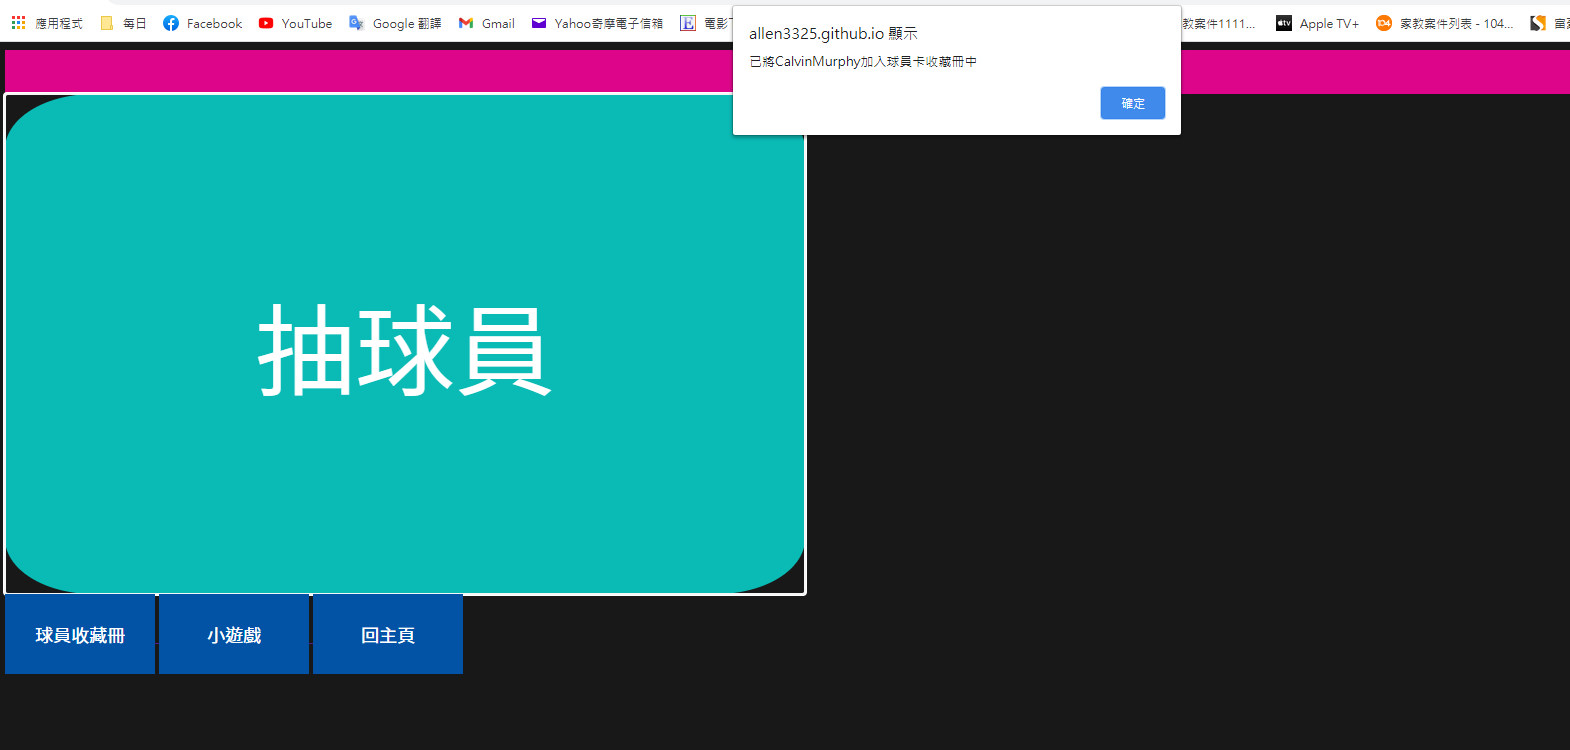 應用程式 每日 Facebook YouTube Google 翻譯 Gmail Yahoo奇摩電子信箱 電影 教案件1111... Apple TV+ 家教案件列表 - 104...
allen3325.github.io 顯示
已將CalvinMurphy加入球員卡收藏冊中
確定
抽球員
球員收藏冊 小遊戲 回主頁